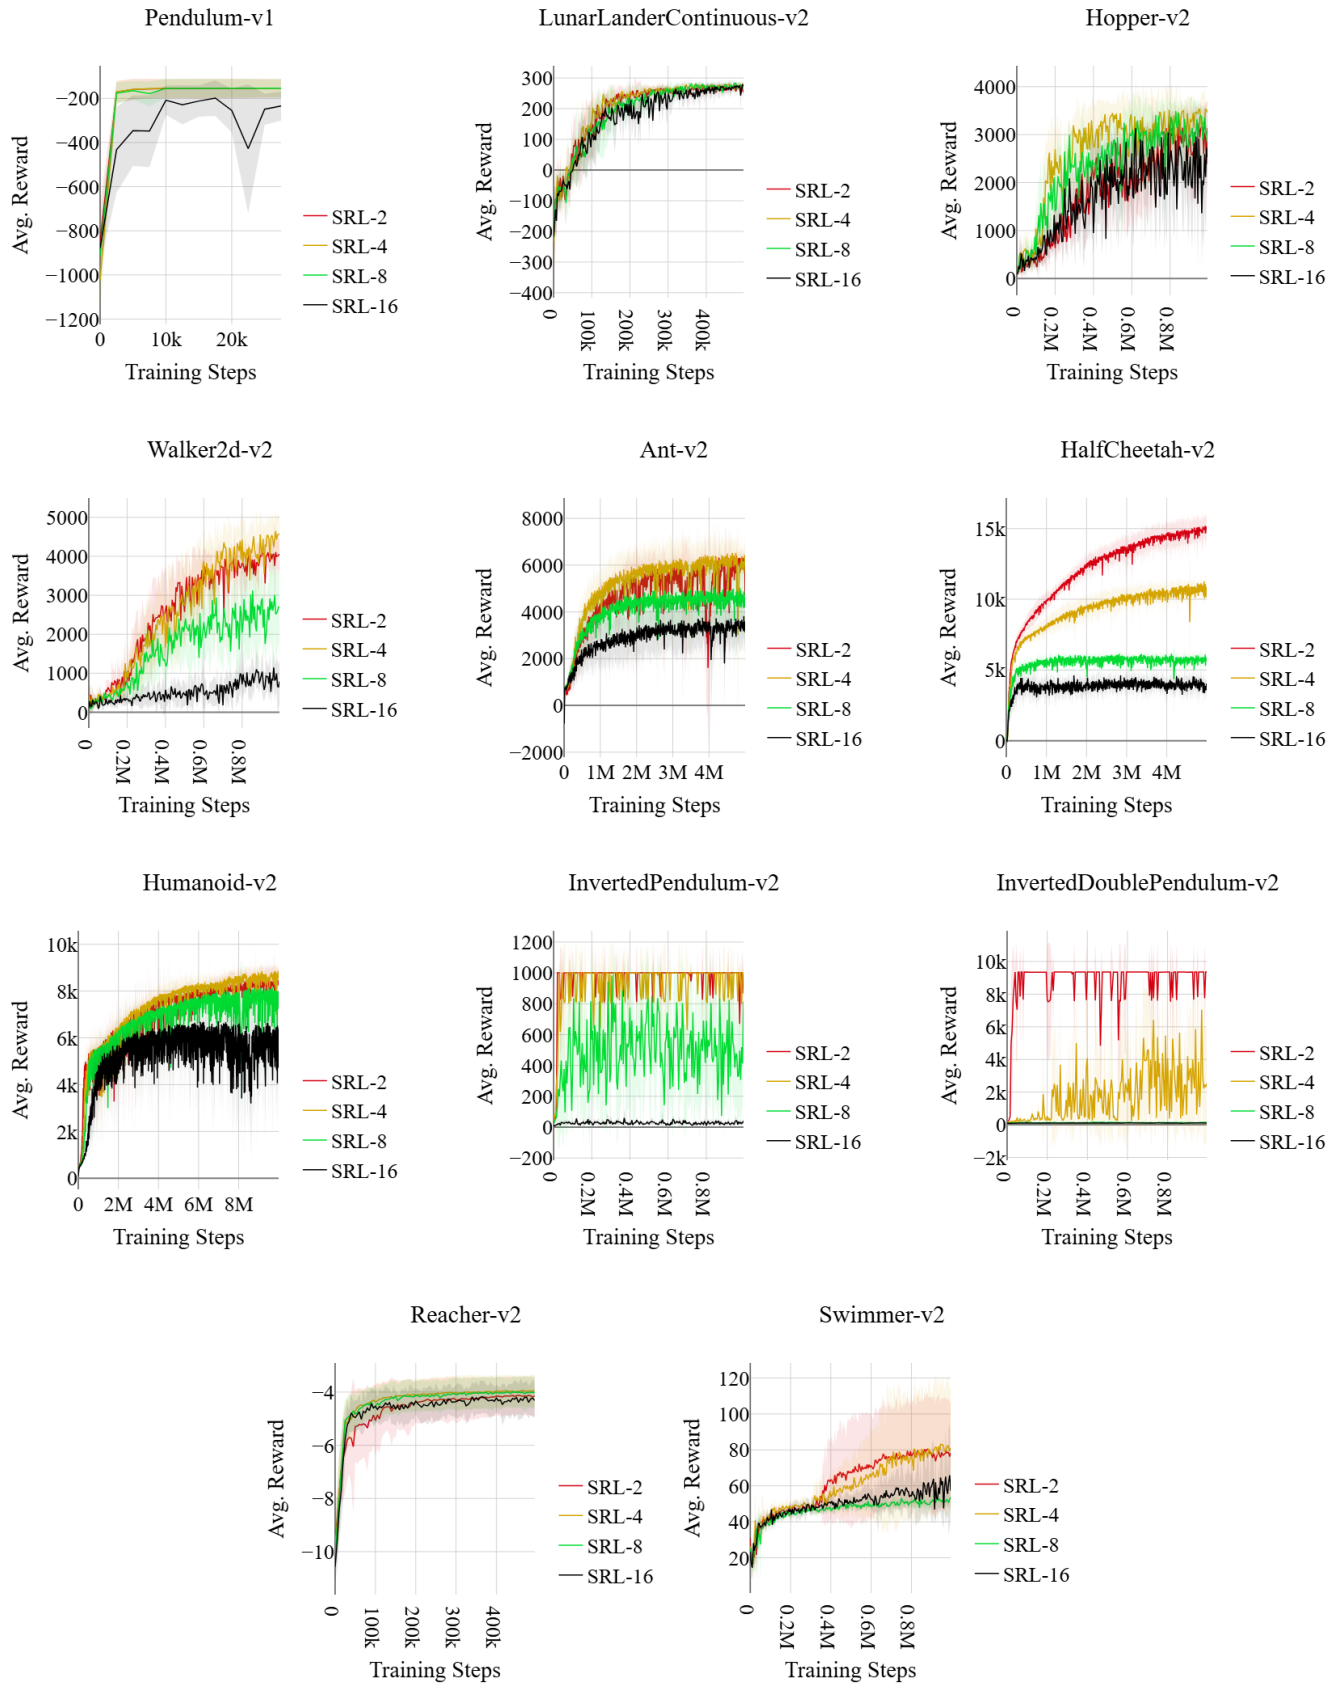 Pendulum-v1
−200
−400
−600
−800
−1000
−1200
0
10k
20k
Avg. Reward
Training Steps
SRL-2
SRL-4
SRL-8
SRL-16
LunarLanderContinuous-v2
300
200
100
0
−100
−200
−300
−400
0
100k
200k
300k
400k
Avg. Reward
Training Steps
SRL-2
SRL-4
SRL-8
SRL-16
Hopper-v2
4000
3000
2000
1000
0
0
0.2M
0.4M
0.6M
0.8M
Avg. Reward
Training Steps
SRL-2
SRL-4
SRL-8
SRL-16
Walker2d-v2
5000
4000
3000
2000
1000
0
0
0.2M
0.4M
0.6M
0.8M
Avg. Reward
Training Steps
SRL-2
SRL-4
SRL-8
SRL-16
Ant-v2
8000
6000
4000
2000
0
−2000
0
1M
2M
3M
4M
Avg. Reward
Training Steps
SRL-2
SRL-4
SRL-8
SRL-16
HalfCheetah-v2
15k
10k
5k
0
0
1M
2M
3M
4M
Avg. Reward
Training Steps
SRL-2
SRL-4
SRL-8
SRL-16
Humanoid-v2
10k
8k
6k
4k
2k
0
0
2M
4M
6M
8M
Avg. Reward
Training Steps
SRL-2
SRL-4
SRL-8
SRL-16
InvertedPendulum-v2
1200
1000
800
600
400
200
0
−200
0
0.2M
0.4M
0.6M
0.8M
Avg. Reward
Training Steps
SRL-2
SRL-4
SRL-8
SRL-16
InvertedDoublePendulum-v2
10k
8k
6k
4k
2k
0
−2k
0
0.2M
0.4M
0.6M
0.8M
Avg. Reward
Training Steps
SRL-2
SRL-4
SRL-8
SRL-16
Reacher-v2
−4
−6
−8
−10
0
100k
200k
300k
400k
Avg. Reward
Training Steps
SRL-2
SRL-4
SRL-8
SRL-16
Swimmer-v2
120
100
80
60
40
20
0
0.2M
0.4M
0.6M
0.8M
Avg. Reward
Training Steps
SRL-2
SRL-4
SRL-8
SRL-16